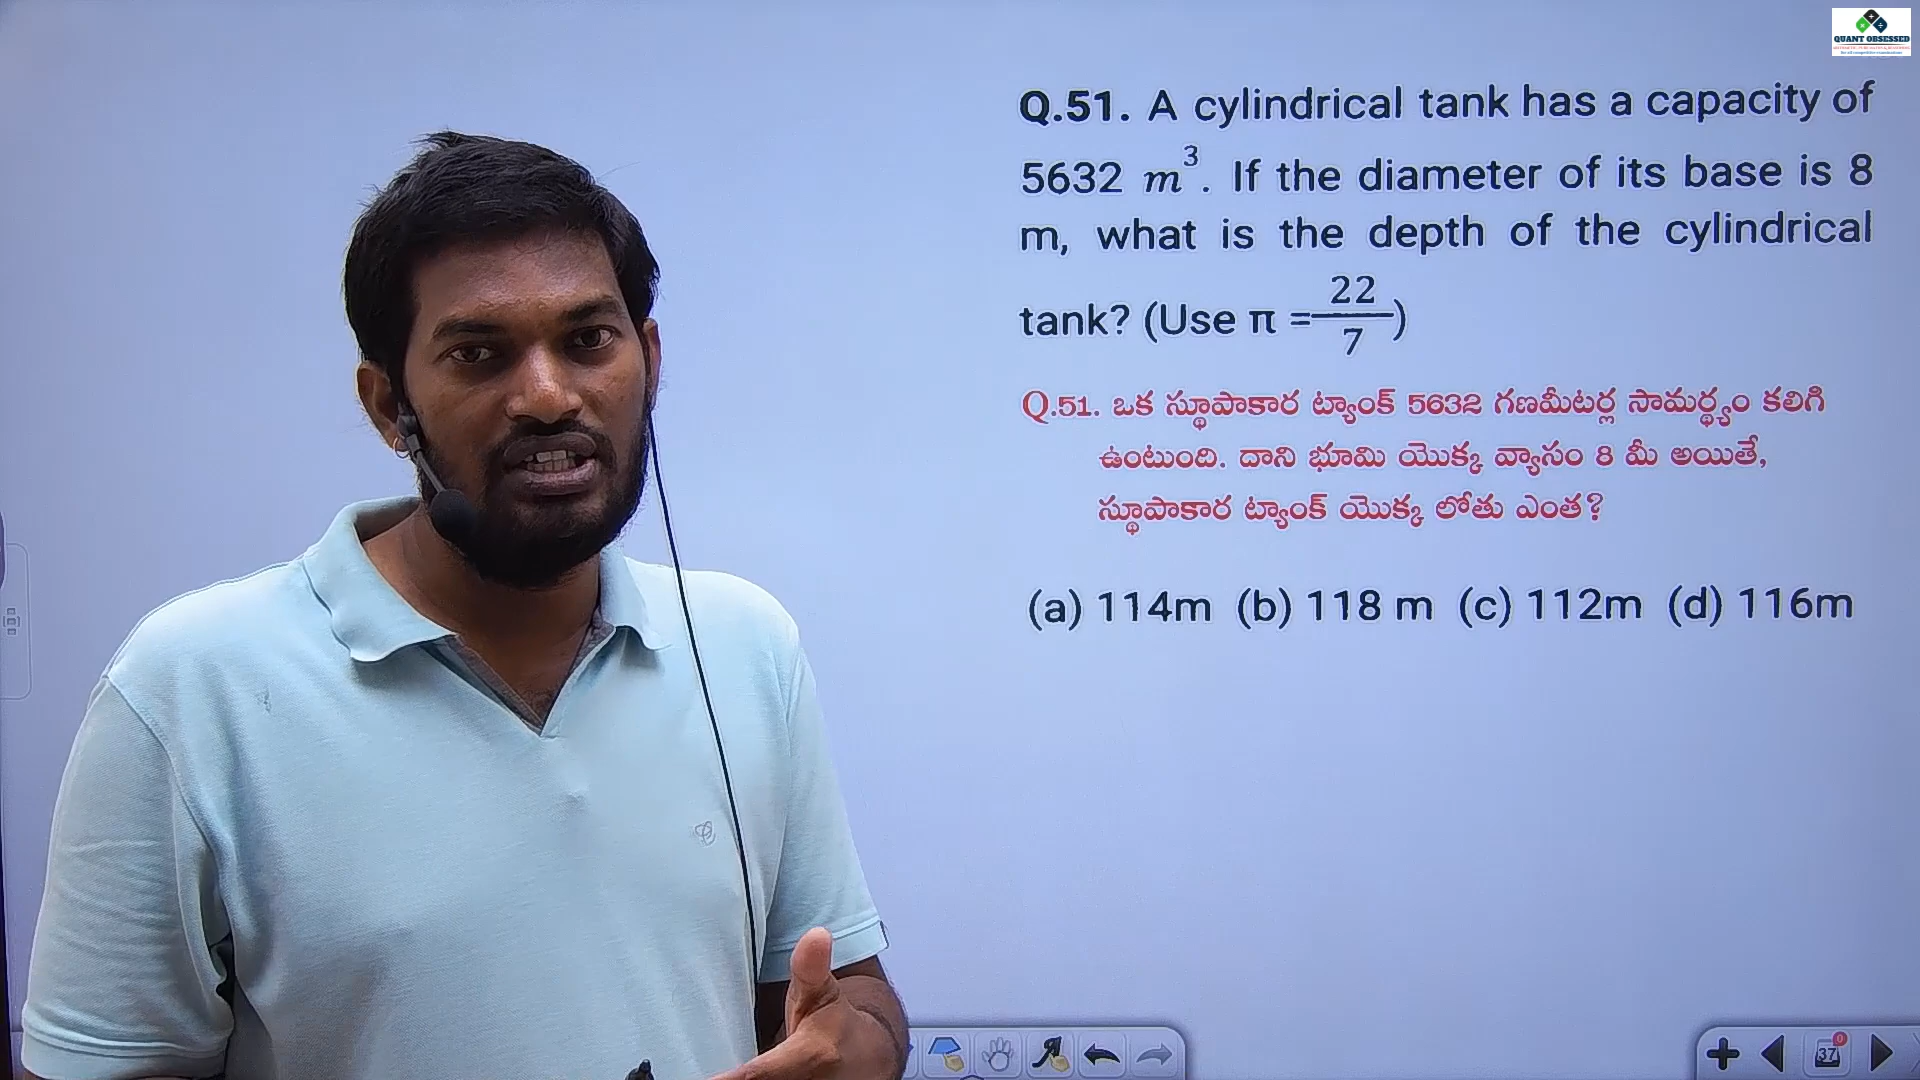 QUANT OBSESSED
Q.51. A cylindrical tank has a capacity of
5632 m³. If the diameter of its base is 8
m, what is the depth of the cylindrical
tank? (Use π =22/7)
Q.51. ఒక స్థూపాకార ట్యాంక్ 5632 గణమీటర్ల సామర్థ్యం కలిగి
ఉంటుంది. దాని భూమి యొక్క వ్యాసం 8 మీ అయితే,
స్థూపాకార ట్యాంక్ యొక్క లోతు ఎంత?
(a) 114m (b) 118 m (c) 112m (d) 116m
37
0